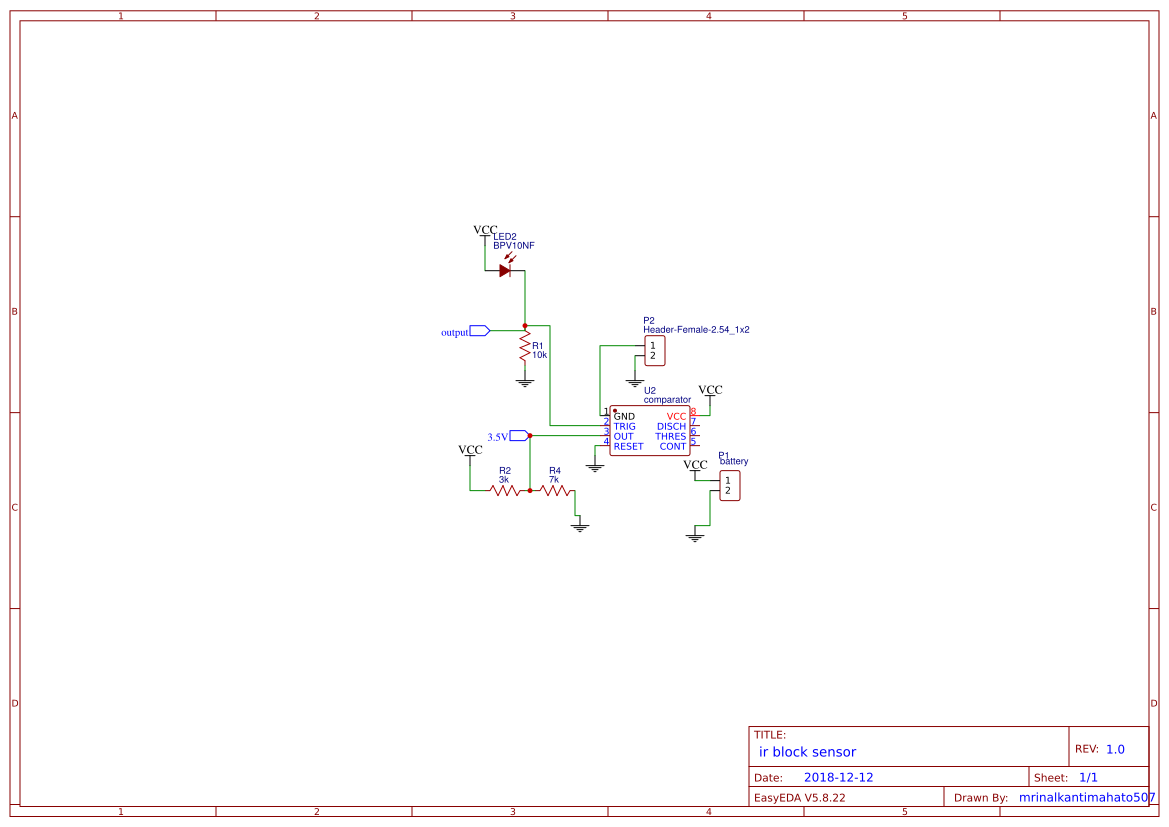 1 2 3 4 5
A A
VCC
LED2
BPV10NF
B B
P2
Header-Female-2.54_1x2
output
R1
10k
1
2
U2
comparator
VCC
1 GND VCC 8
2 TRIG DISCH 7
3 OUT THRES 6
4 RESET CONT 5
3.5V
VCC
P1
battery
VCC
R2
3k
R4
7k
1
2
C C
D D
TITLE:
ir block sensor
REV: 1.0
Date: 2018-12-12
Sheet: 1/1
EasyEDA V5.8.22
Drawn By: mrinalkantimahato507
1 2 3 4 5